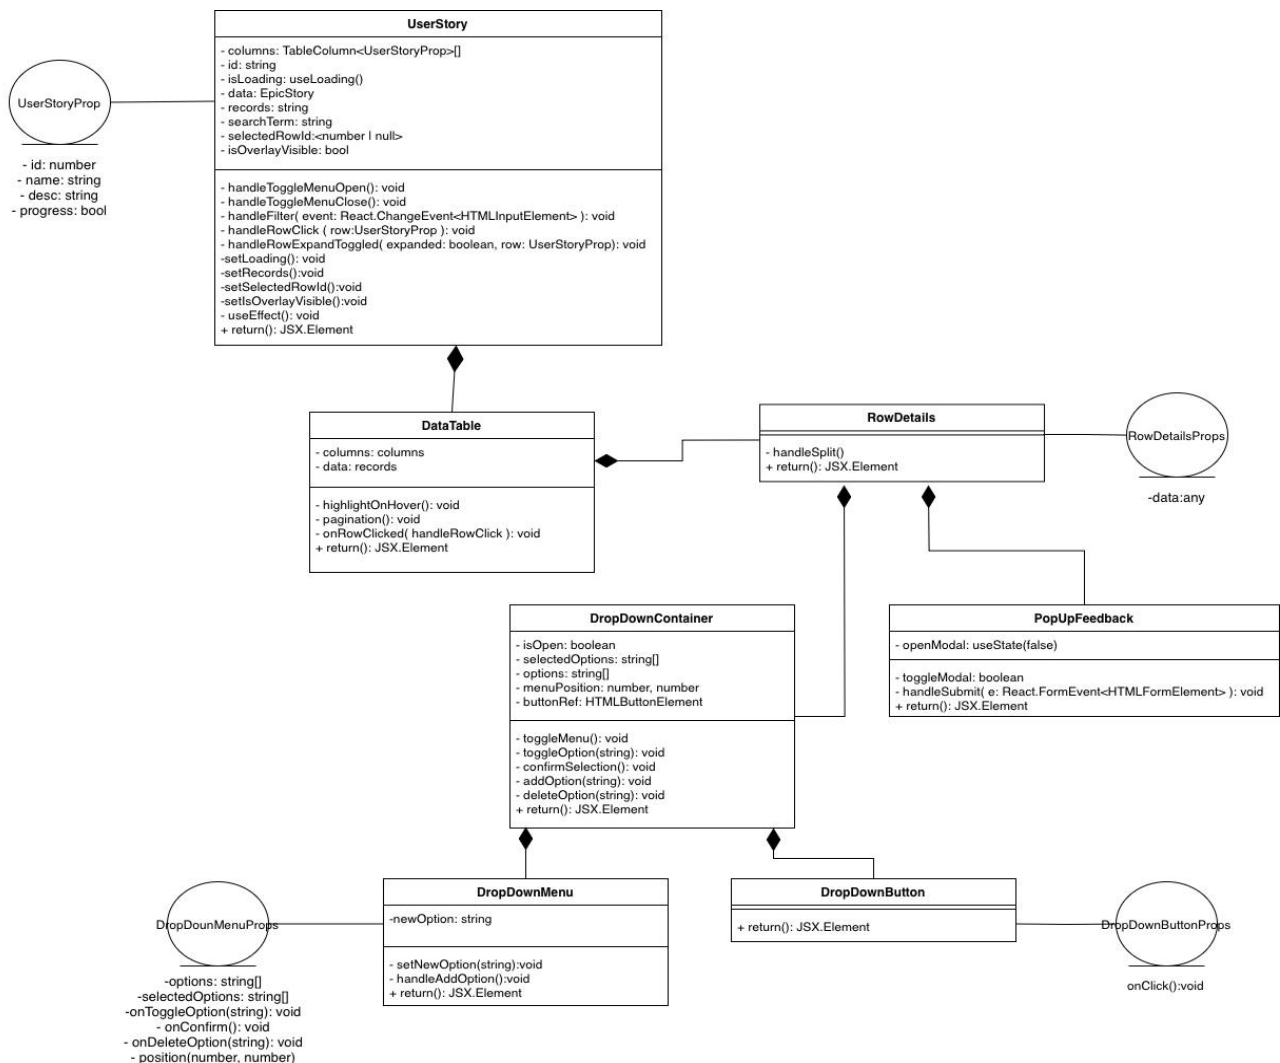 UserStory
- columns: TableColumn<UserStoryProp>[]
- id: string
- isLoading: useLoading()
- data: EpicStory
- records: string
- searchTerm: string
- selectedRowId:<number | null>
- isOverlayVisible: bool
- handleToggleMenuOpen(): void
- handleToggleMenuClose(): void
- handleFilter( event: React.ChangeEvent<HTMLInputElement> ): void
- handleRowClick ( row:UserStoryProp ): void
- handleRowExpandToggled( expanded: boolean, row: UserStoryProp): void
-setLoading(): void
-setRecords():void
-setSelectedRowId():void
-setIsOverlayVisible():void
- useEffect(): void
+ return(): JSX.Element
UserStoryProp
- id: number
- name: string
- desc: string
- progress: bool
DataTable
- columns: columns
- data: records
- highlightOnHover(): void
- pagination(): void
- onRowClicked( handleRowClick ): void
+ return(): JSX.Element
RowDetails
- handleSplit()
+ return(): JSX.Element
RowDetailsProps
-data:any
DropDownContainer
- isOpen: boolean
- selectedOptions: string[]
- options: string[]
- menuPosition: number, number
- buttonRef: HTMLButtonElement
- toggleMenu(): void
- toggleOption(string): void
- confirmSelection(): void
- addOption(string): void
- deleteOption(string): void
+ return(): JSX.Element
PopUpFeedback
- openModal: useState(false)
- toggleModal: boolean
- handleSubmit( e: React.FormEvent<HTMLFormElement> ): void
+ return(): JSX.Element
DropDounMenuProps
-options: string[]
-selectedOptions: string[]
-onToggleOption(string): void
- onConfirm(): void
- onDeleteOption(string): void
- position(number, number)
DropDownMenu
-newOption: string
- setNewOption(string):void
- handleAddOption():void
+ return(): JSX.Element
DropDownButton
+ return(): JSX.Element
DropDownButtonProps
onClick():void